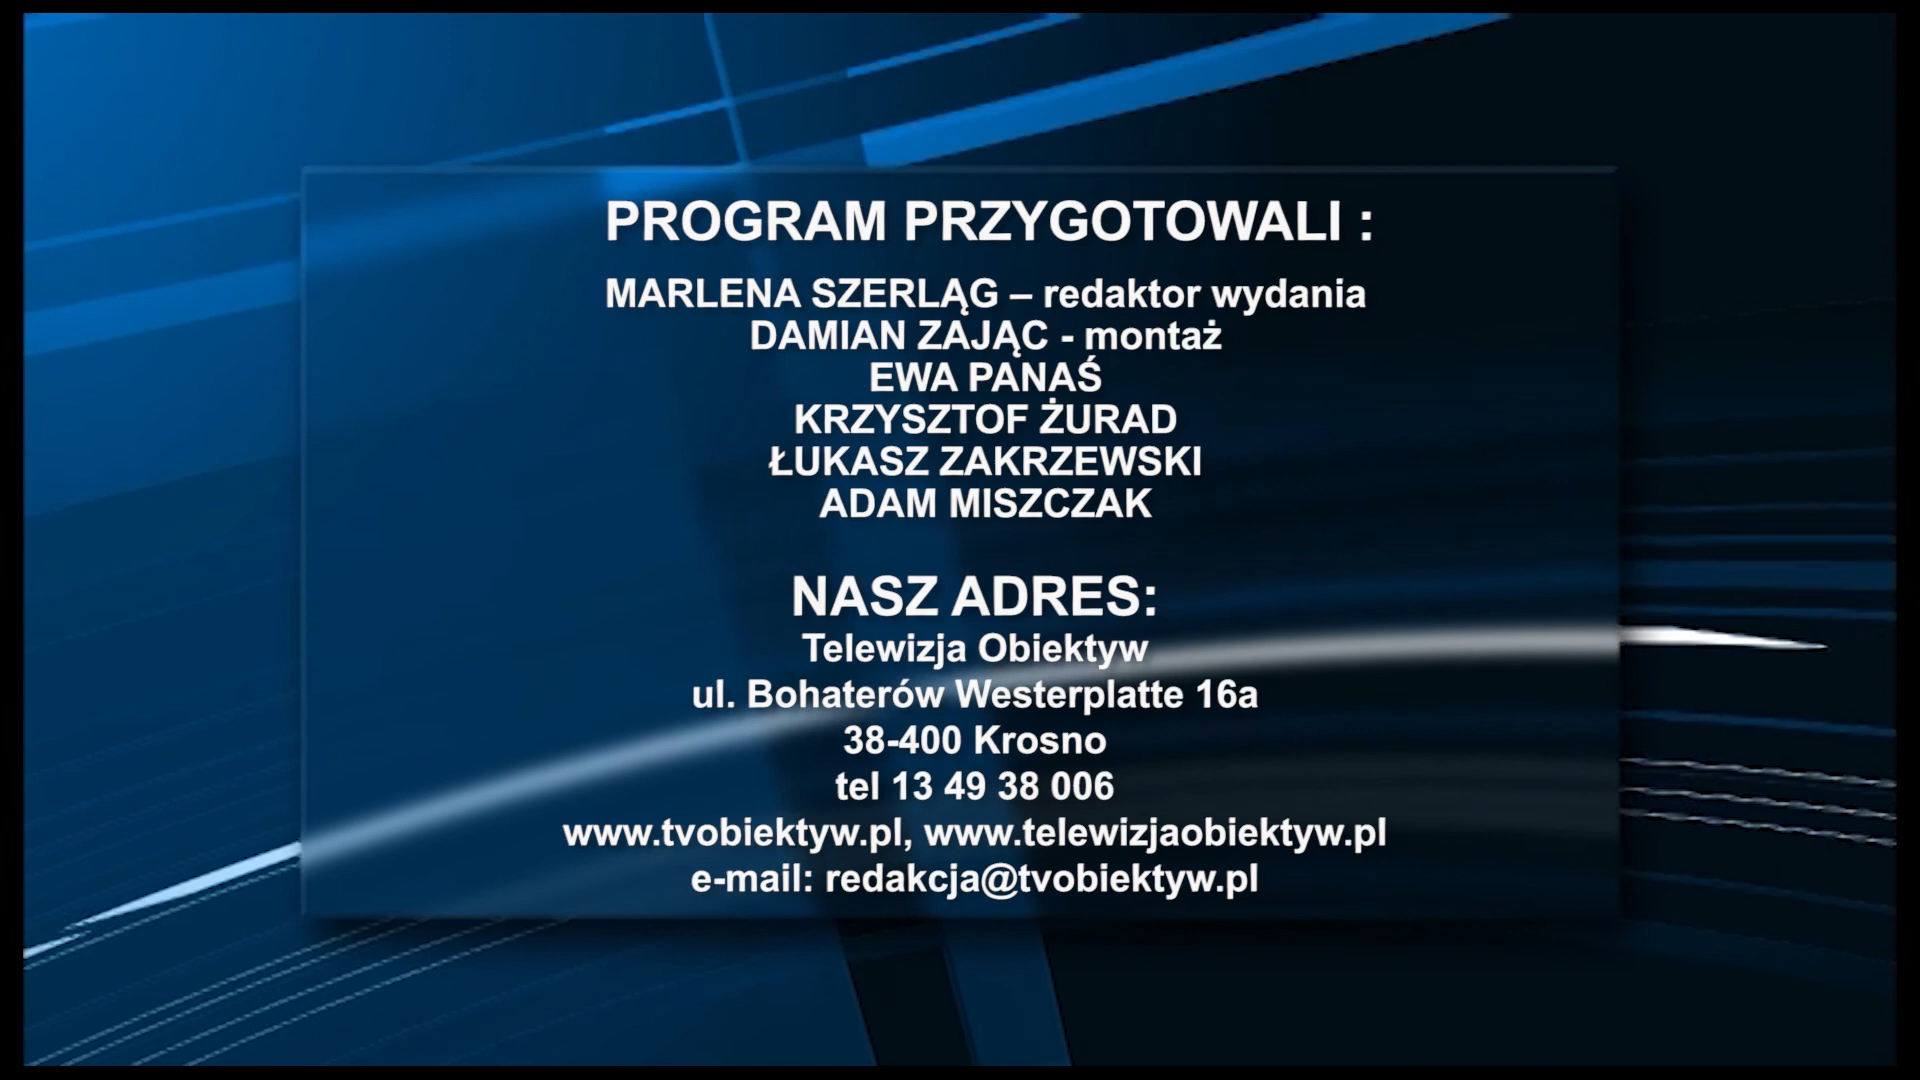 PROGRAM PRZYGOTOWALI :
MARLENA SZERLĄG – redaktor wydania
DAMIAN ZAJĄC - montaż
EWA PANAŚ
KRZYSZTOF ŻURAD
ŁUKASZ ZAKRZEWSKI
ADAM MISZCZAK
NASZ ADRES:
Telewizja Obiektyw
ul. Bohaterów Westerplatte 16a
38-400 Krosno
tel 13 49 38 006
www.tvobiektyw.pl, www.telewizjaobiektyw.pl
e-mail: redakcja@tvobiektyw.pl